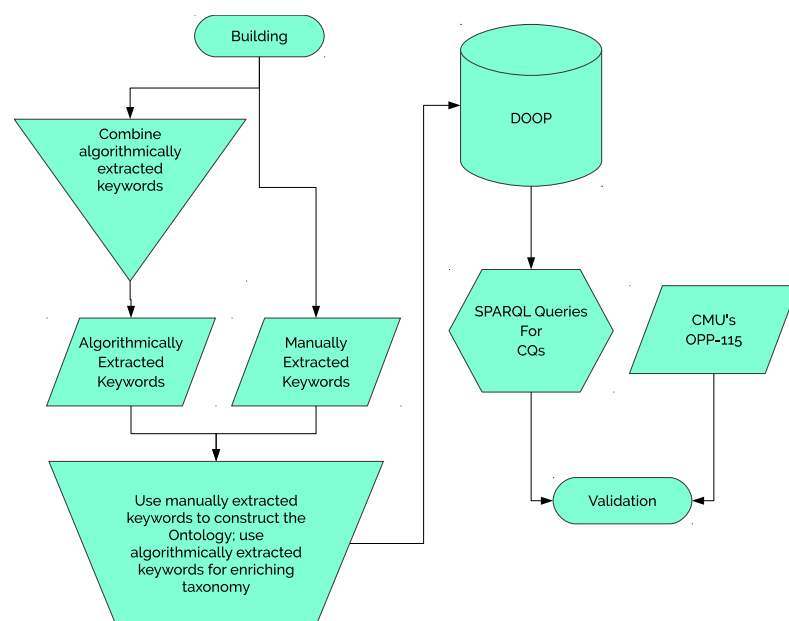 Building
Combine
algorithmically
extracted
keywords
Algorithmically
Extracted
Keywords
Manually
Extracted
Keywords
Use manually extracted
keywords to construct the
Ontology; use
algorithmically extracted
keywords for enriching
taxonomy
DOOP
SPARQL Queries
For
CQs
CMU's
OPP-115
Validation